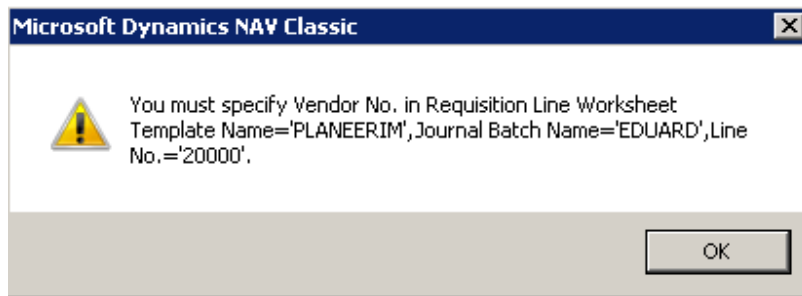 Microsoft Dynamics NAV Classic
You must specify Vendor No. in Requisition Line Worksheet
Template Name='PLANEERIM',Journal Batch Name='EDUARD',Line
No.='20000'.
OK